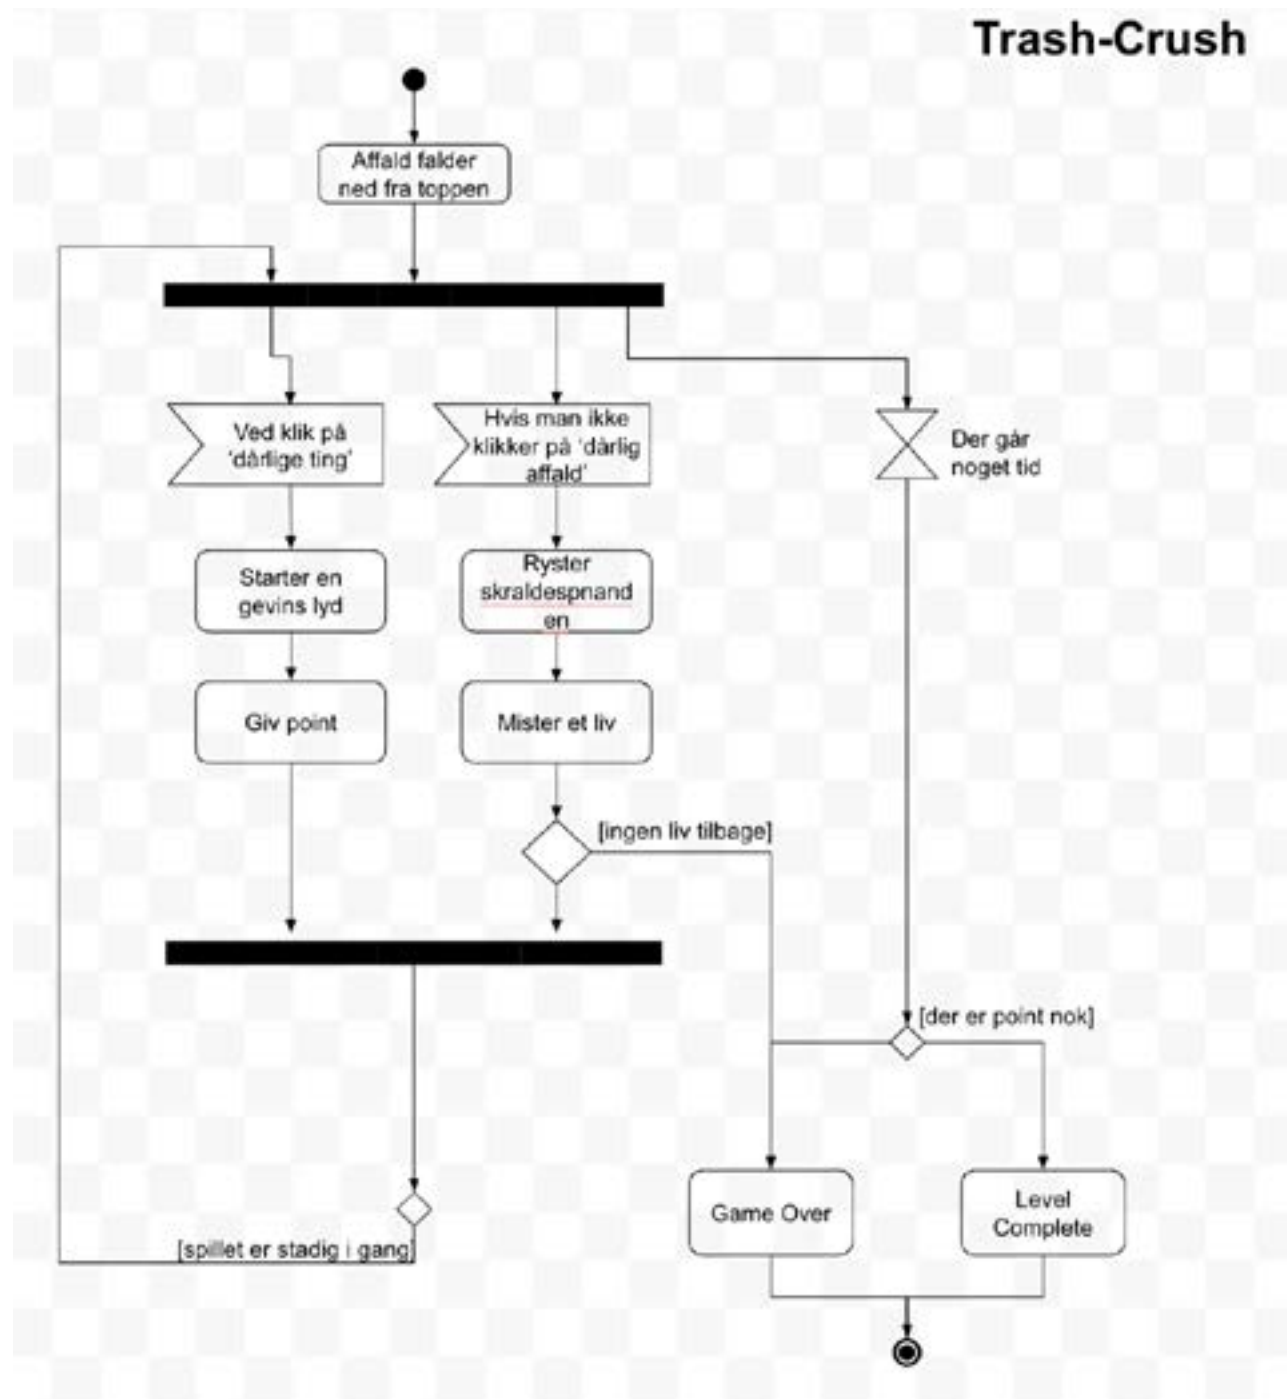 Trash-Crush
Affald falder
ned fra toppen
Ved klik på
‘dårlige ting’
Hvis man ikke
klikker på ‘dårlig
affald’
Der går
noget tid
Starter en
gevins lyd
Ryster
skraldespnand
en
Giv point
Mister et liv
[ingen liv tilbage]
[der er point nok]
Game Over
Level
Complete
[spillet er stadig i gang]